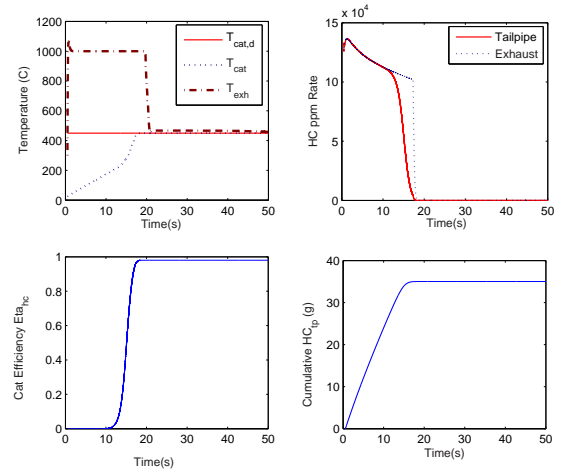 1200
1000
800
600
400
200
0
0 10 20 30 40 50
Time(s)
Temperature (C)
T_cat,d
T_cat
T_exh
x 10^4
15
10
5
0
0 10 20 30 40 50
Time(s)
HC ppm Rate
Tailpipe
Exhaust
1
0.8
0.6
0.4
0.2
0
0 10 20 30 40 50
Time(s)
Cat Efficiency Eta_hc
40
30
20
10
0
0 10 20 30 40 50
Time(s)
Cumulative HC_tp (g)